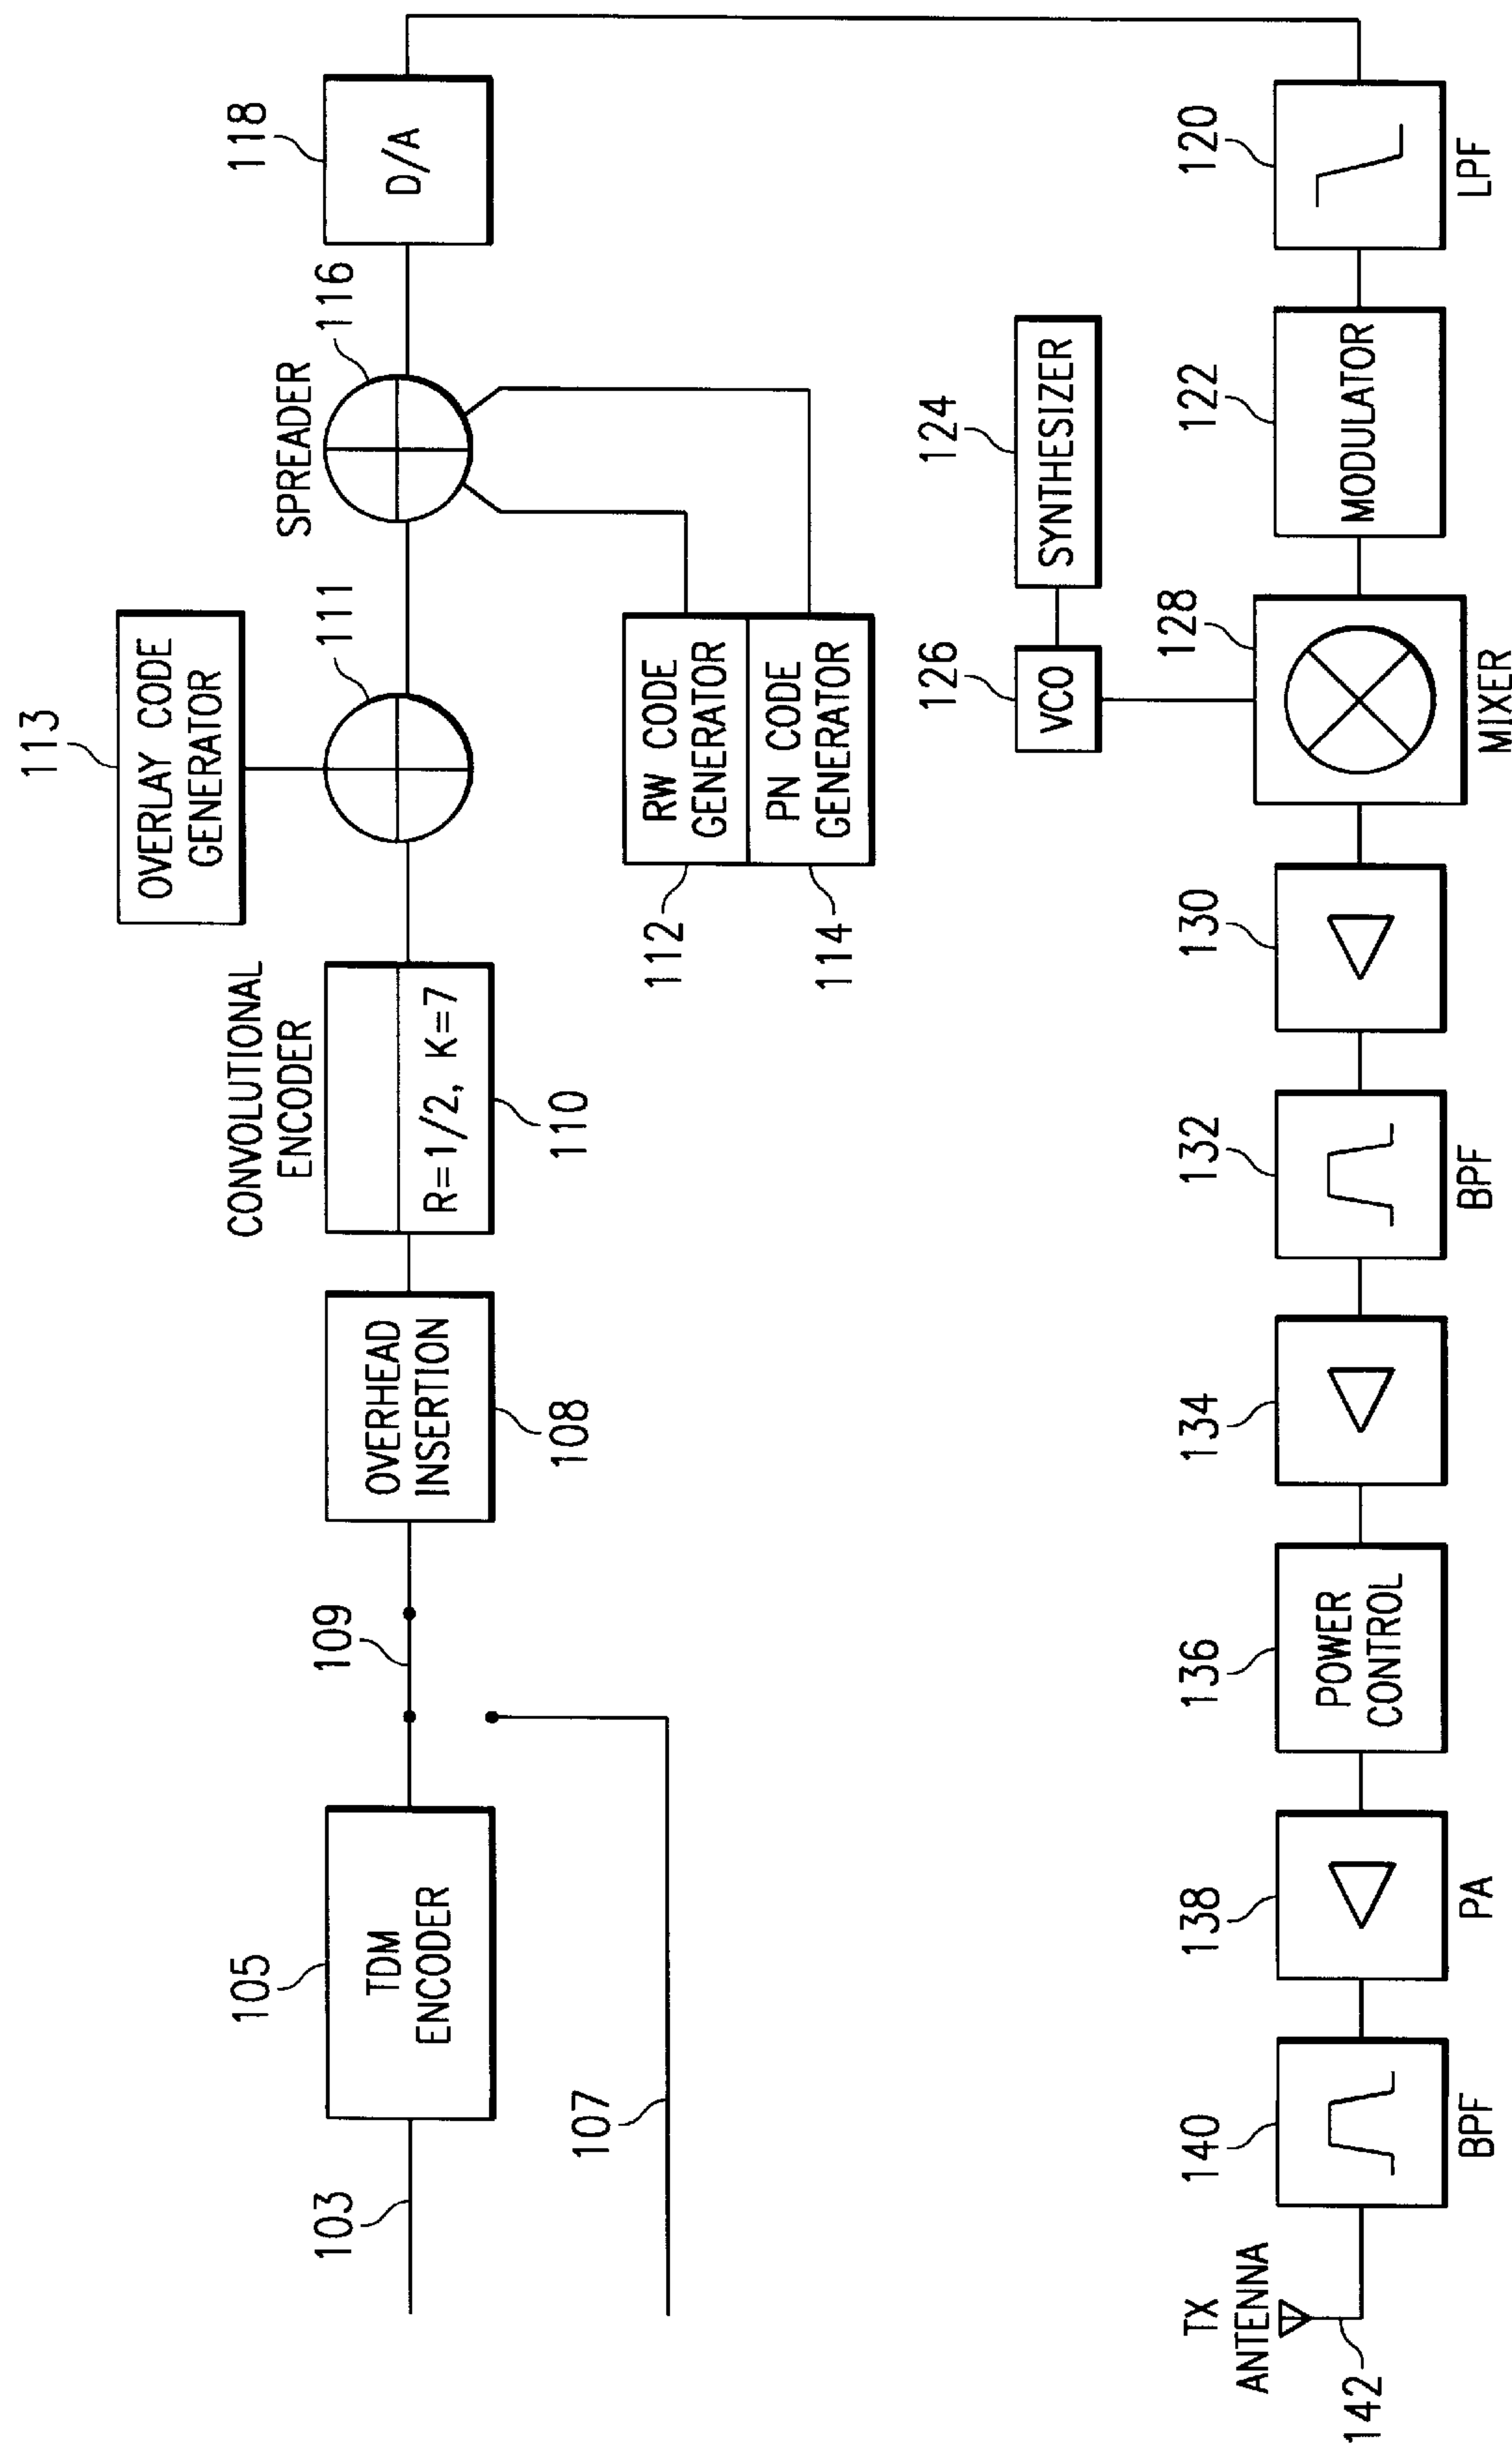 113
OVERLAY CODE
GENERATOR
103
105
TDM
ENCODER
109
107
OVERHEAD
INSERTION
108
CONVOLUTIONAL
ENCODER
R=1/2, K=7
110
111
SPREADER
116
118
D/A
112
RW CODE
GENERATOR
114
PN CODE
GENERATOR
124
SYNTHESIZER
126
VCO
TX
ANTENNA
142
140
BPF
138
PA
136
POWER
CONTROL
134
132
BPF
130
128
MIXER
122
MODULATOR
120
LPF